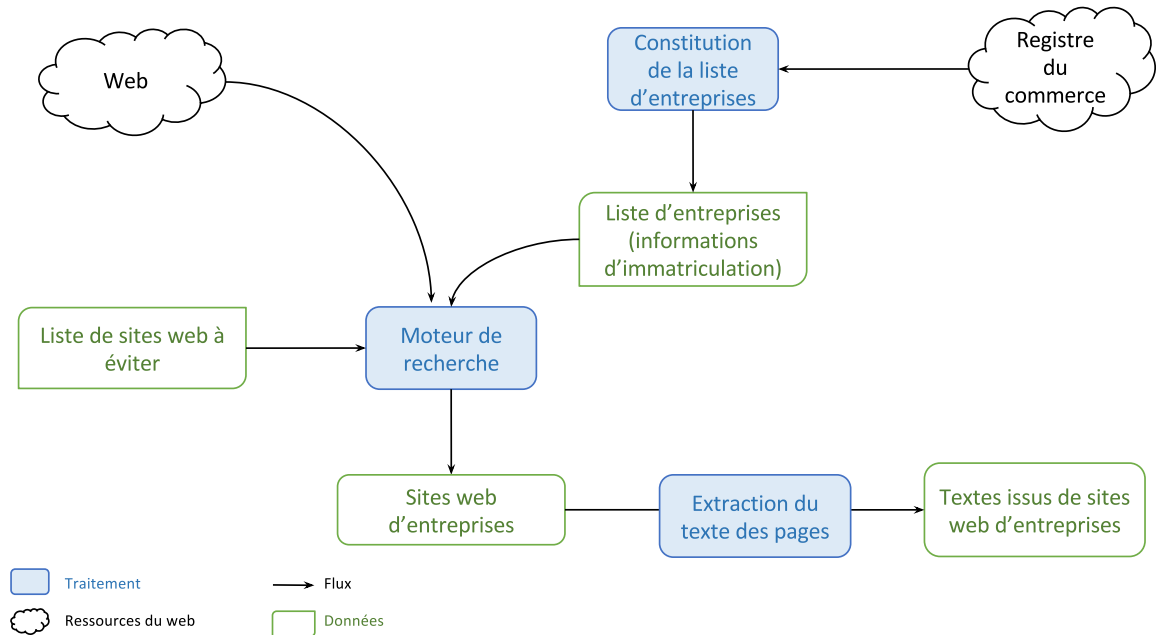 Web
Constitution
de la liste
d’entreprises
Registre
du
commerce
Liste d’entreprises
(informations
d’immatriculation)
Liste de sites web à
éviter
Moteur de
recherche
Sites web
d’entreprises
Extraction du
texte des pages
Textes issus de sites
web d’entreprises
Traitement
Flux
Ressources du web
Données